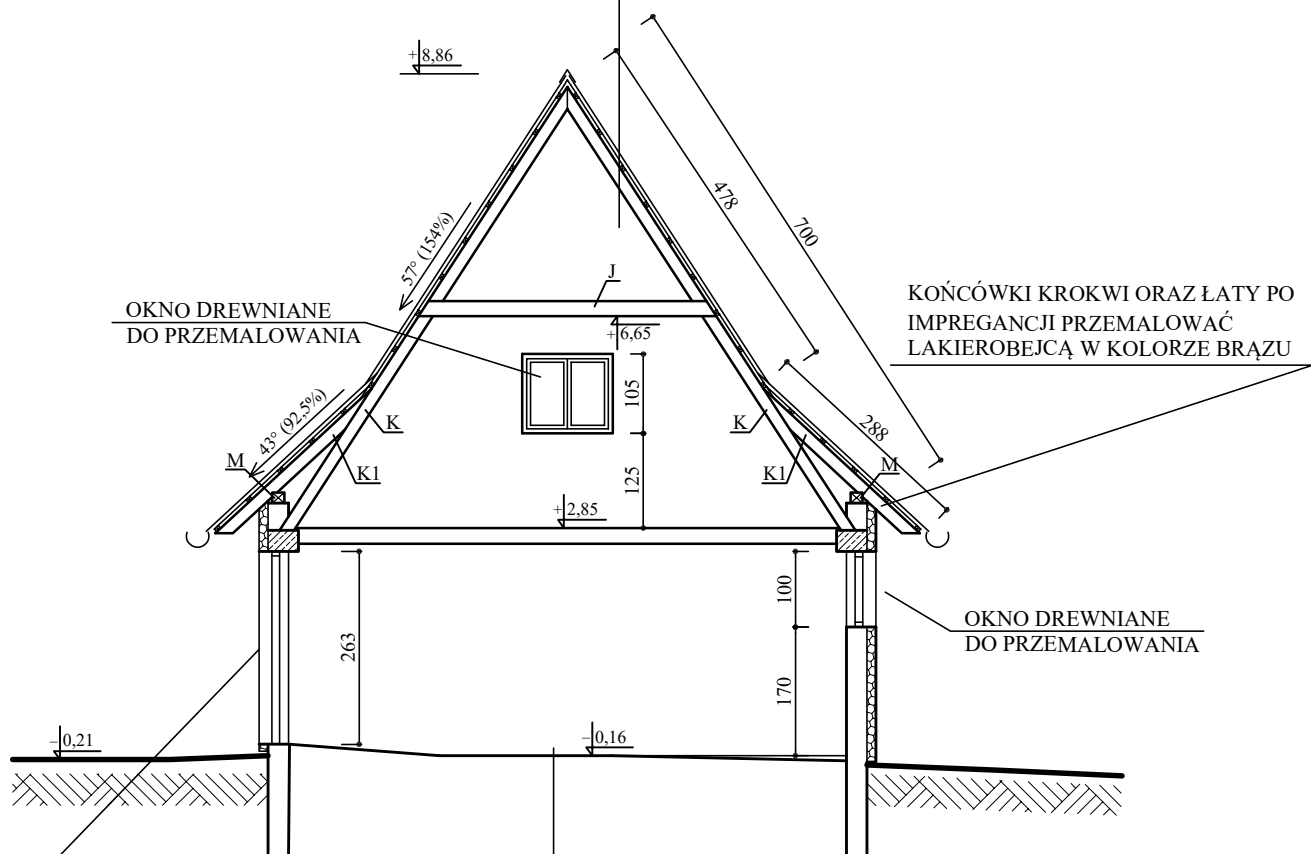 +8,86
478
700
57° (154%)
J
OKNO DREWNIANE
DO PRZEMALOWANIA
+6,65
KOŃCÓWKI KROKWI ORAZ ŁATY PO
IMPREGANCJI PRZEMALOWAĆ
LAKIEROBEJCĄ W KOLORZE BRĄZU
105
43° (92,5%)
K
K
288
M
K1
125
K1
M
+2,85
100
263
OKNO DREWNIANE
DO PRZEMALOWANIA
170
-0,21
-0,16